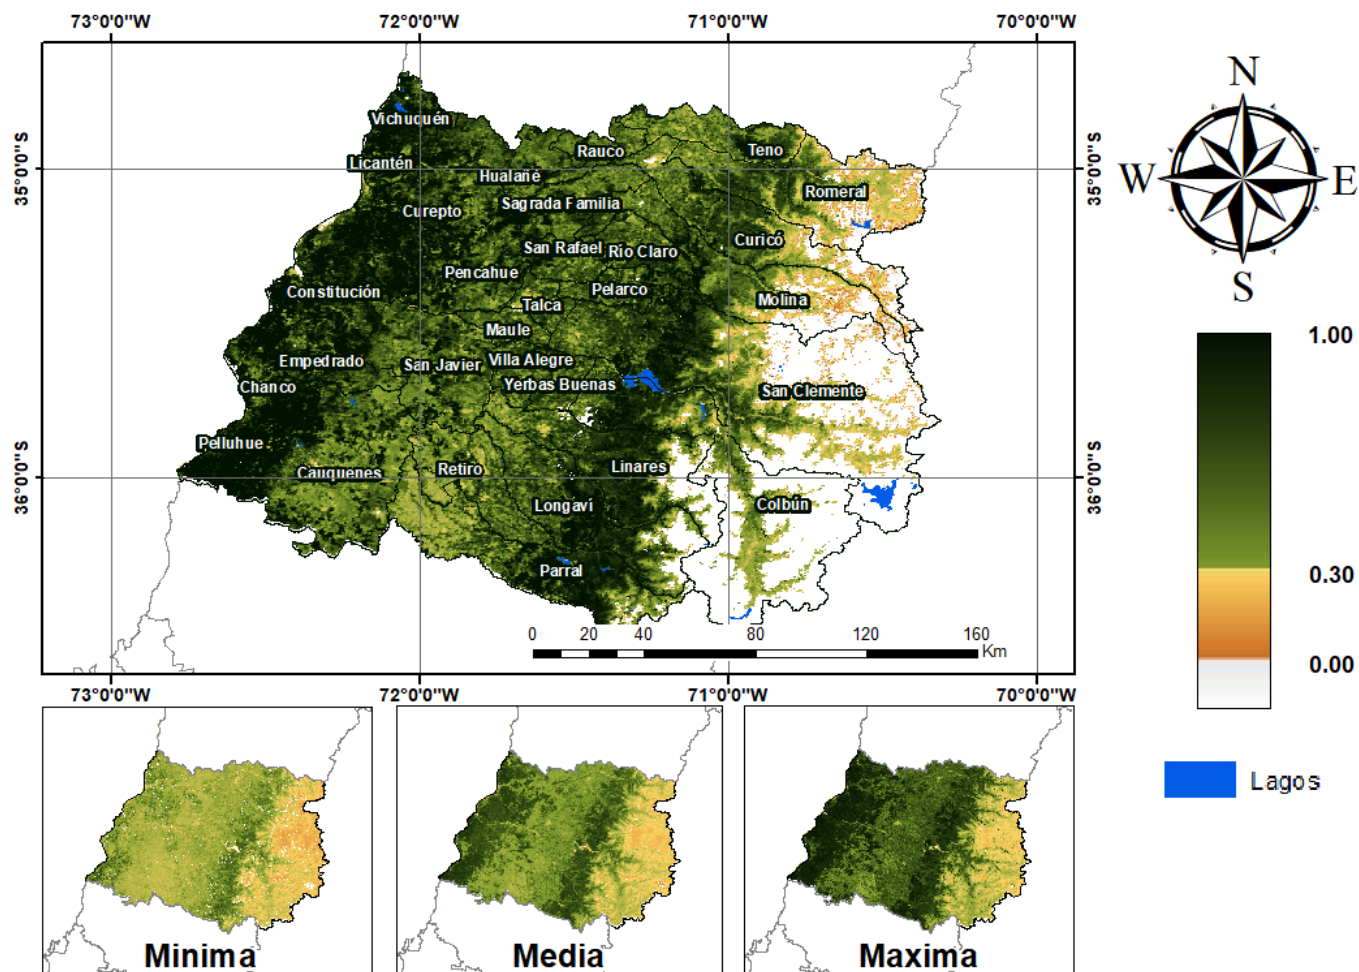 73°0'0"W 72°0'0"W 71°0'0"W 70°0'0"W
N
W E
S
35°0'0"S
35°0'0"S
36°0'0"S
36°0'0"S
Vichuquén
Licantén
Rauco
Teno
Hualañé
Romeral
Sagrada Familia
Curepto
San Rafael
Río Claro
Curicó
Pencahue
Constitución
Pelarco
Molina
Talca
Maule
Empedrado
San Javier
Villa Alegre
Chanco
Yerbas Buenas
San Clemente
Pelluhue
Cauquenes
Retiro
Linares
Longaví
Colbún
Parral
0 20 40 80 120 160
Km
73°0'0"W 72°0'0"W 71°0'0"W 70°0'0"W
1.00
0.30
0.00
Lagos
Minima
Media
Maxima